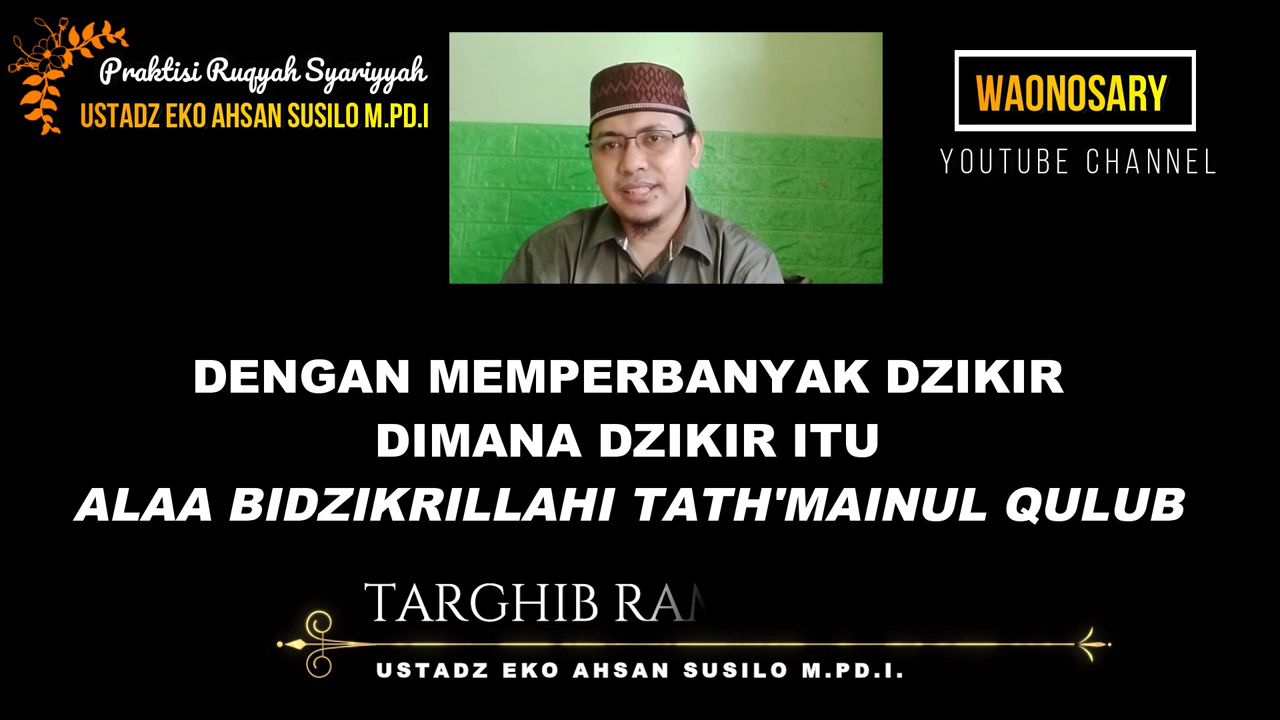 Praktisi Ruqyah Syariyyah
USTADZ EKO AHSAN SUSILO M.PD.I
WAONOSARY
YOUTUBE CHANNEL
DENGAN MEMPERBANYAK DZIKIR
DIMANA DZIKIR ITU
ALAA BIDZIKRILLAHI TATH'MAINUL QULUB
TARGHIB RAM
USTADZ EKO AHSAN SUSILO M.PD.I.